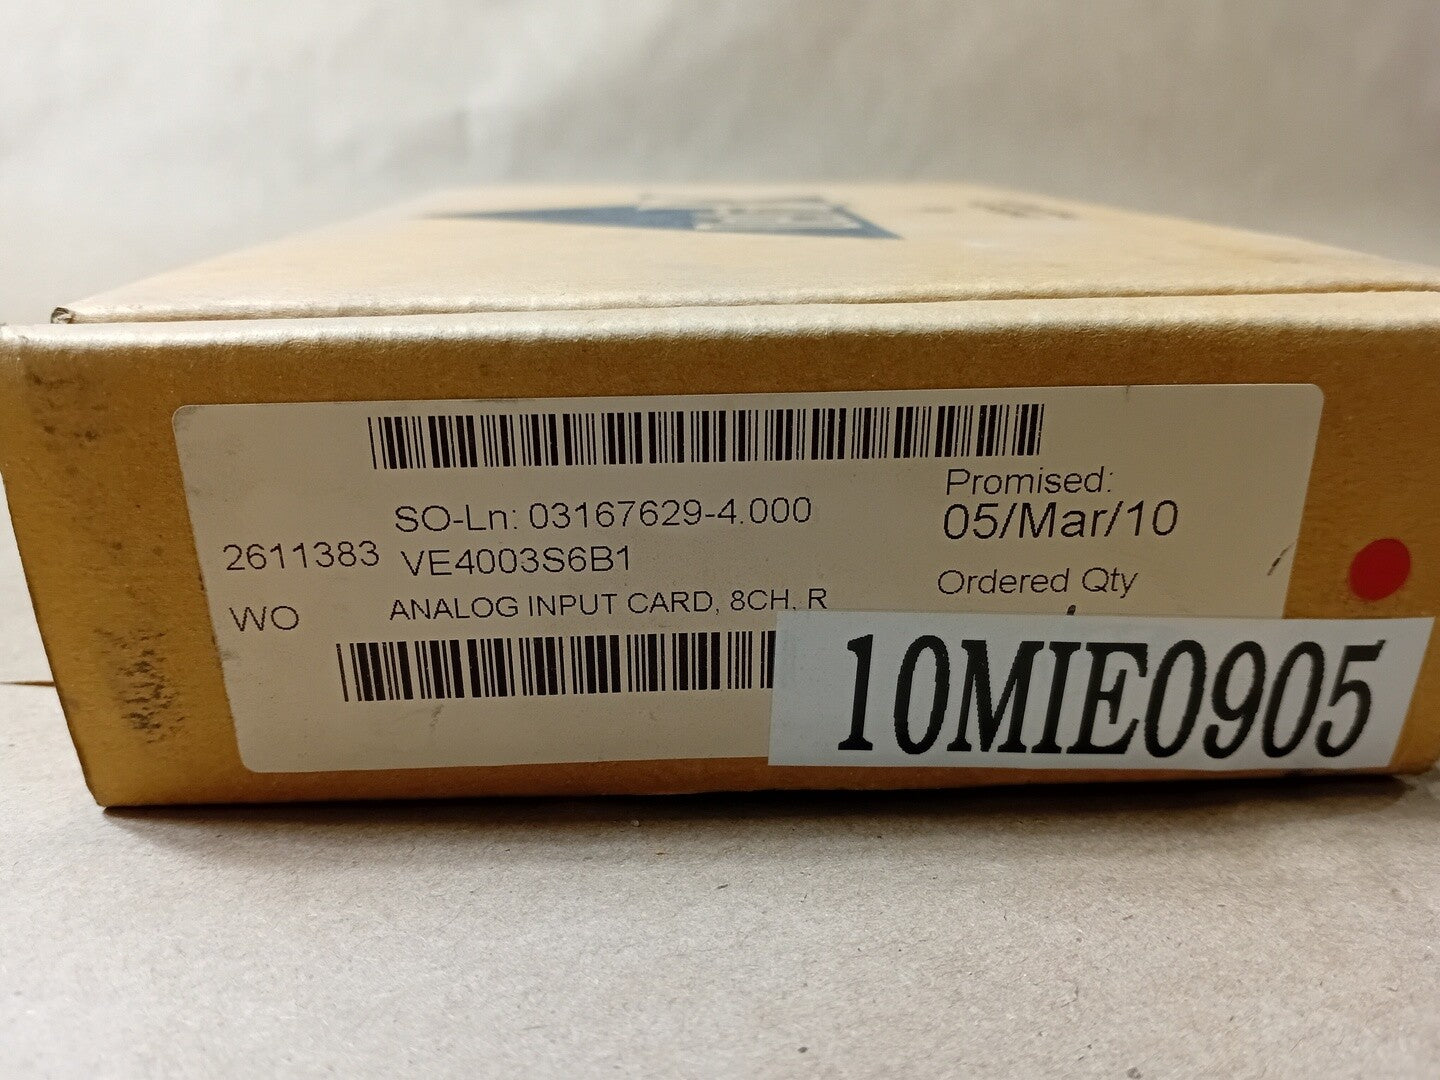 SO-Ln: 03167629-4.000
Promised:
05/Mar/10
2611383 VE4003S6B1
Ordered Qty
WO ANALOG INPUT CARD, 8CH, R
10MIE0905